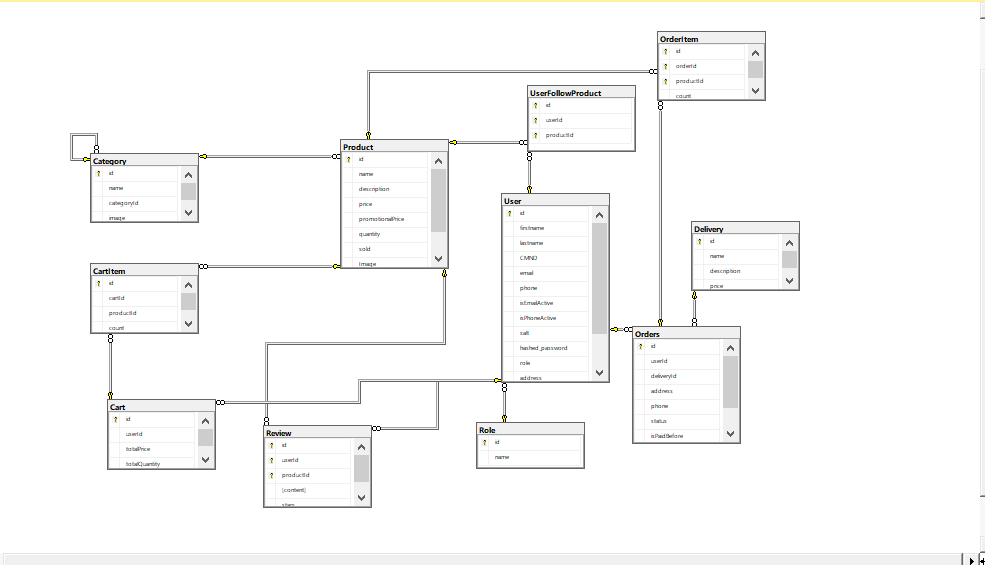 OrderItem
id
orderId
productId
count
UserFollowProduct
id
userId
productId
Product
id
name
description
price
promotionalPrice
quantity
sold
image
Category
id
name
categoryId
image
User
id
firstname
lastname
CMND
email
phone
isEmailActive
isPhoneActive
salt
hashed_password
role
address
Delivery
id
name
description
price
CartItem
id
cartId
productId
count
Orders
id
userId
deliveryId
address
phone
status
isPaidBefore
Cart
id
userId
totalPrice
totalQuantity
Review
id
userId
productId
[content]
Role
id
name